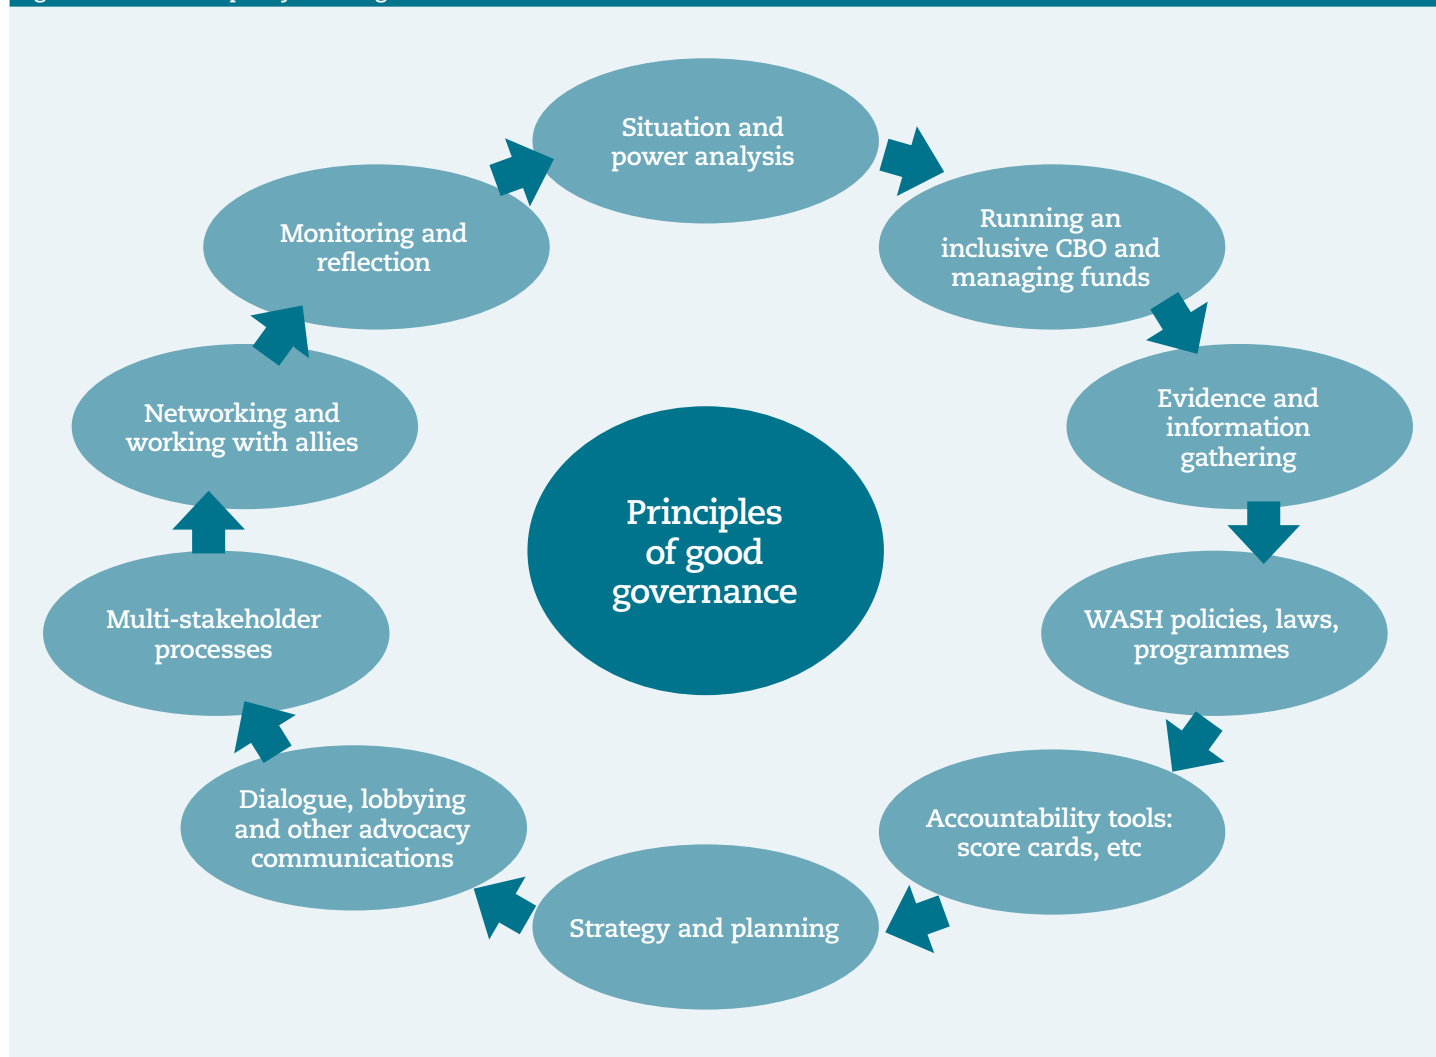 Situation and
power analysis
Running an
inclusive CBO and
managing funds
Evidence and
information
gathering
WASH policies, laws,
programmes
Accountability tools:
score cards, etc
Strategy and planning
Dialogue, lobbying
and other advocacy
communications
Multi-stakeholder
processes
Networking and
working with allies
Monitoring and
reflection
Principles
of good
governance